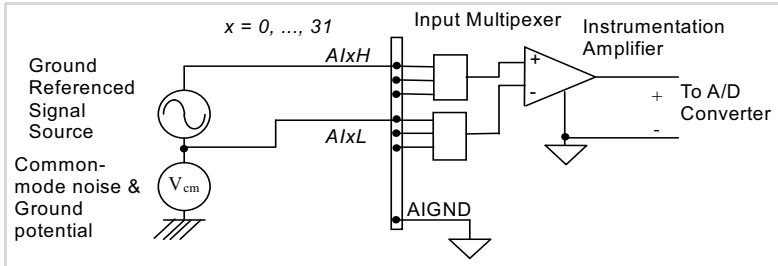 x = 0, ..., 31
Input Multipexer
Instrumentation
Amplifier
Ground
Referenced
Signal
Source
AIxH
+
-
To A/D
Converter
+
-
AIxL
Common-
mode noise &
Ground
potential
Vcm
AIGND